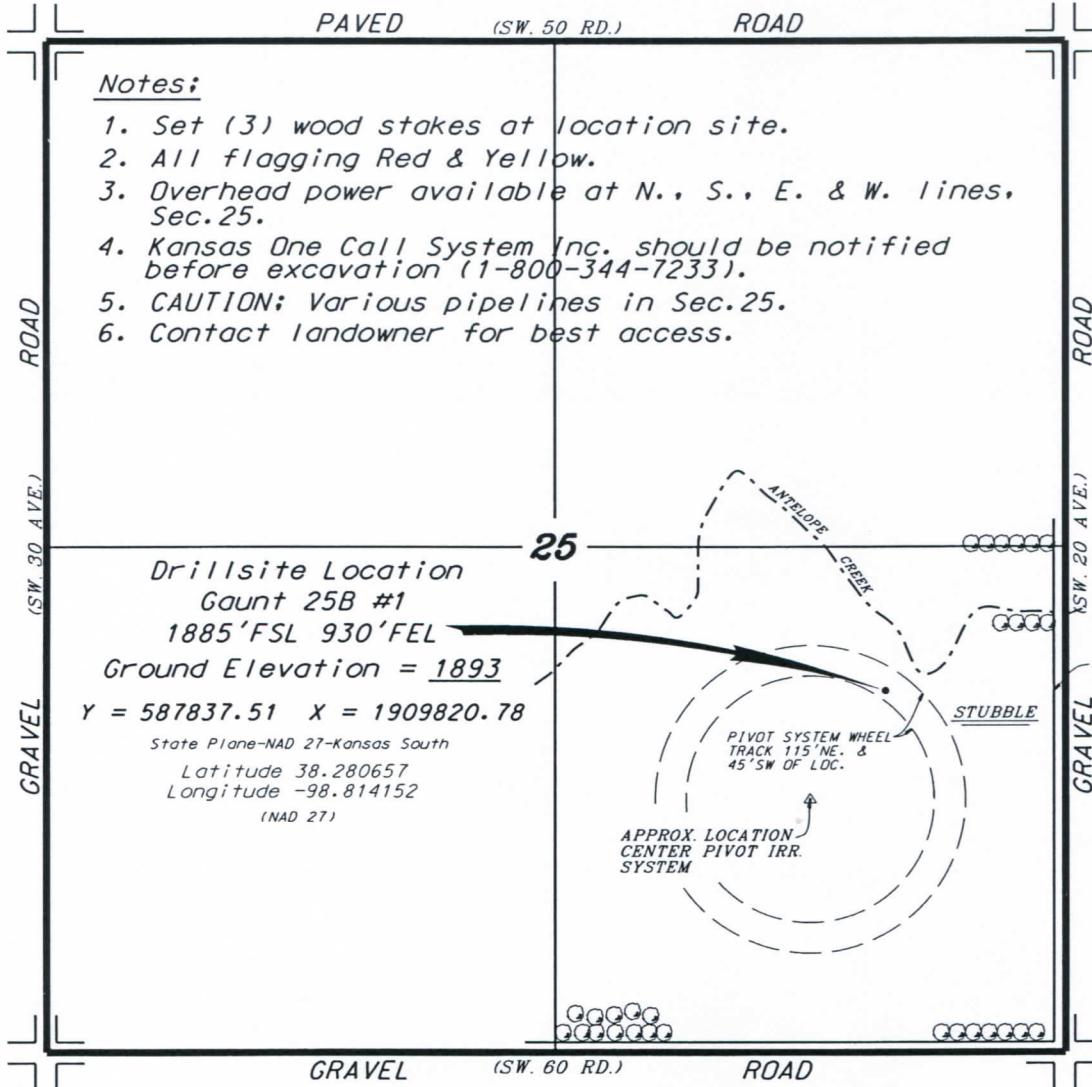 PAVED (SW. 50 RD.) ROAD
Notes:
1. Set (3) wood stakes at location site.
2. All flagging Red & Yellow.
3. Overhead power available at N., S., E. & W. lines,
Sec.25.
4. Kansas One Call System Inc. should be notified
before excavation (1-800-344-7233).
5. CAUTION: Various pipelines in Sec.25.
6. Contact landowner for best access.
GRAVEL (SW. 30 AVE.) ROAD
GRAVEL (SW. 20 AVE.) ROAD
25
ANTELOPE
CREEK
Drillsite Location
Gaunt 25B #1
1885'FSL 930'FEL
Ground Elevation = 1893
Y = 587837.51 X = 1909820.78
State Plane-NAD 27-Kansas South
Latitude 38.280657
Longitude -98.814152
(NAD 27)
STUBBLE
PIVOT SYSTEM WHEEL
TRACK 115'NE. &
45'SW OF LOC.
APPROX. LOCATION
CENTER PIVOT IRR.
SYSTEM
GRAVEL (SW. 60 RD.) ROAD